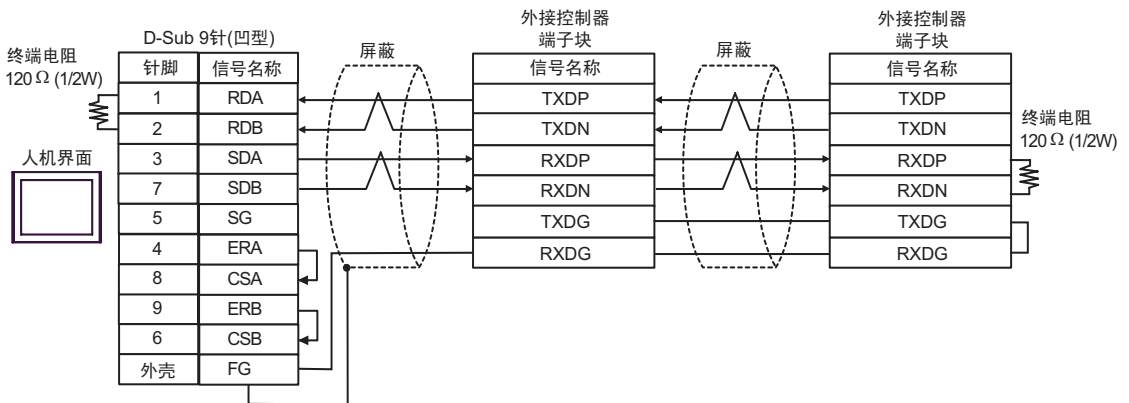 外接控制器
端子块
外接控制器
端子块
D-Sub 9针(凹型)
屏蔽
屏蔽
终端电阻
120Ω (1/2W)
针脚 信号名称 信号名称 信号名称
1 RDA TXDP TXDP
2 RDB TXDN TXDN
终端电阻
120Ω (1/2W)
人机界面
3 SDA RXDP RXDP
7 SDB RXDN RXDN
5 SG TXDG TXDG
4 ERA RXDG RXDG
8 CSA
9 ERB
6 CSB
外壳 FG